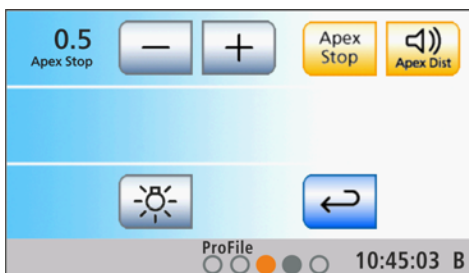 0.5
Apex Stop
− +
Apex
Stop
Apex Dist
ProFile
10:45:03 B